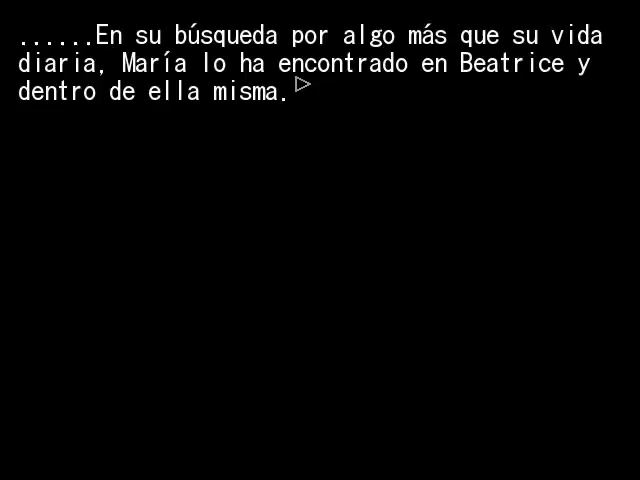 ......En su búsqueda por algo más que su vida
diaria, María lo ha encontrado en Beatrice y
dentro de ella misma.